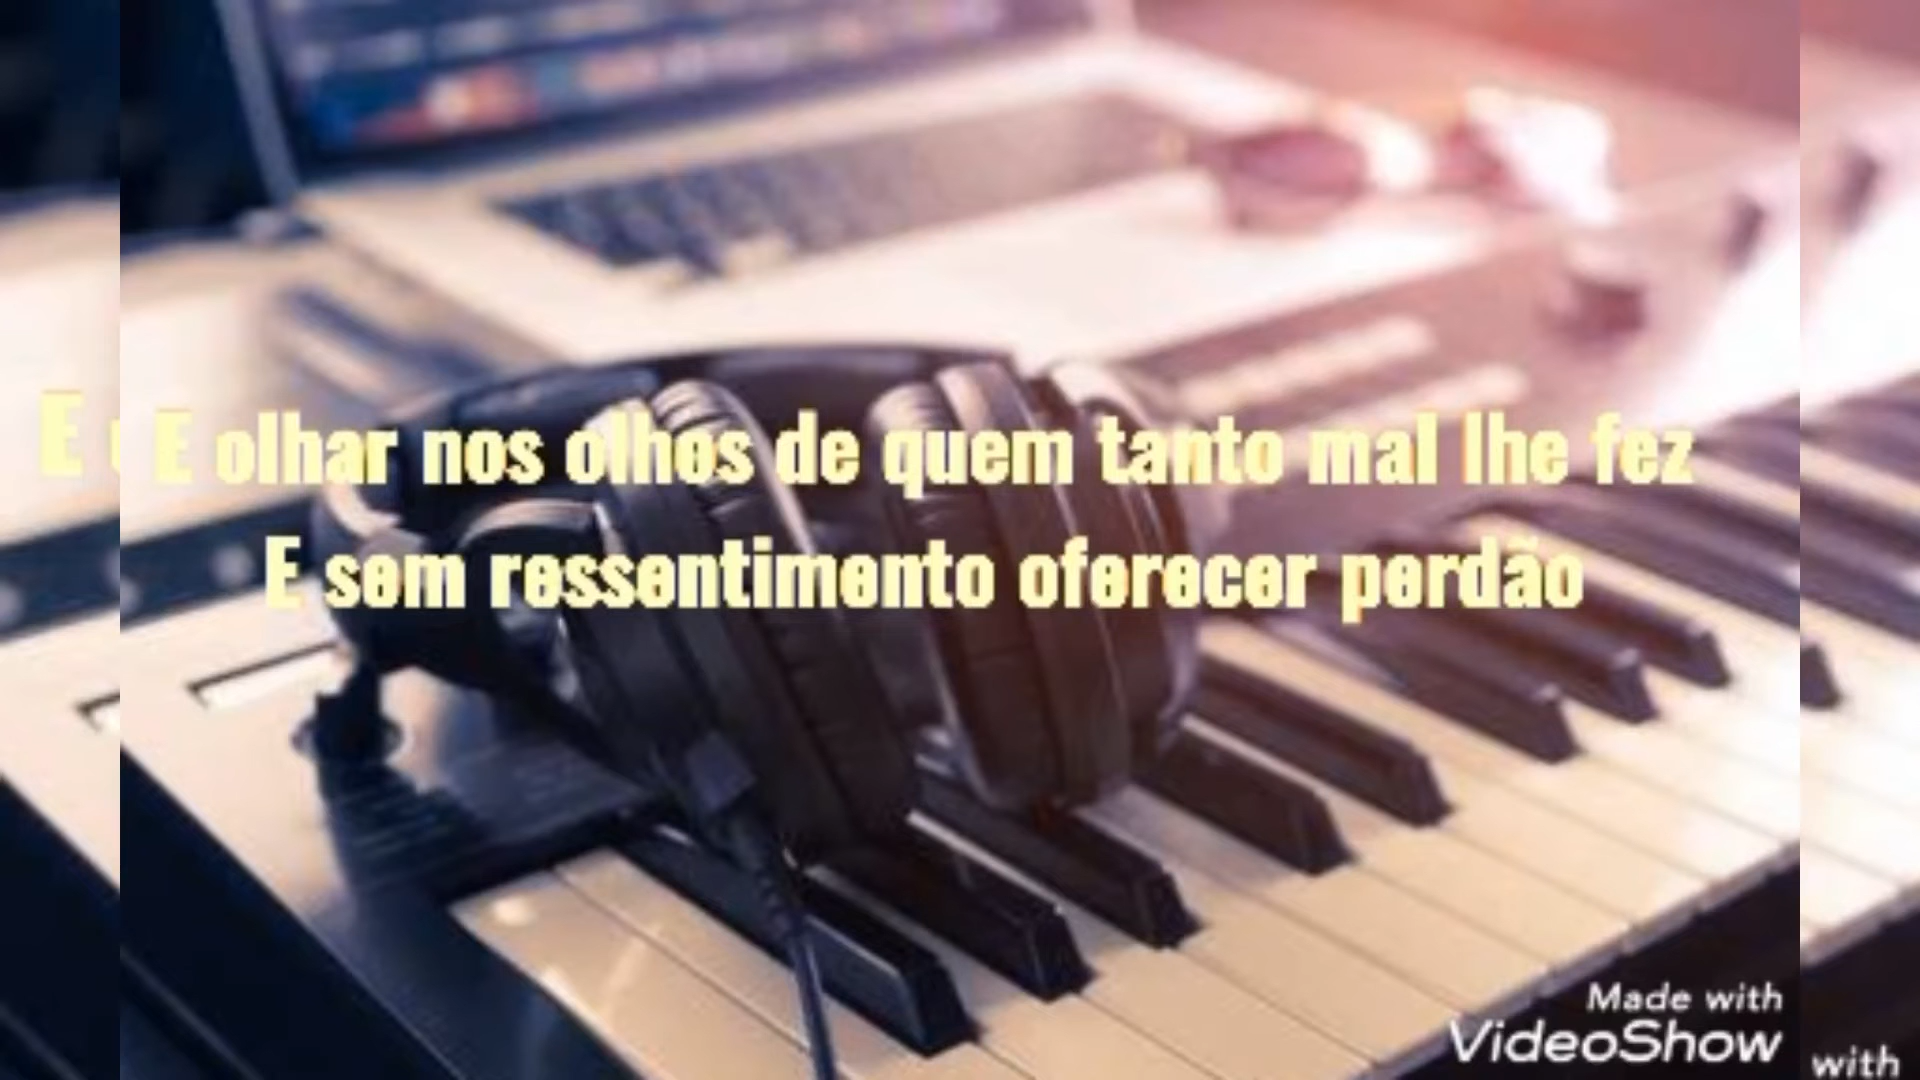 E olhar nos olhos de quem tanto mal lhe fez
E sem ressentimento oferecer perdão
Made with
VideoShow
with